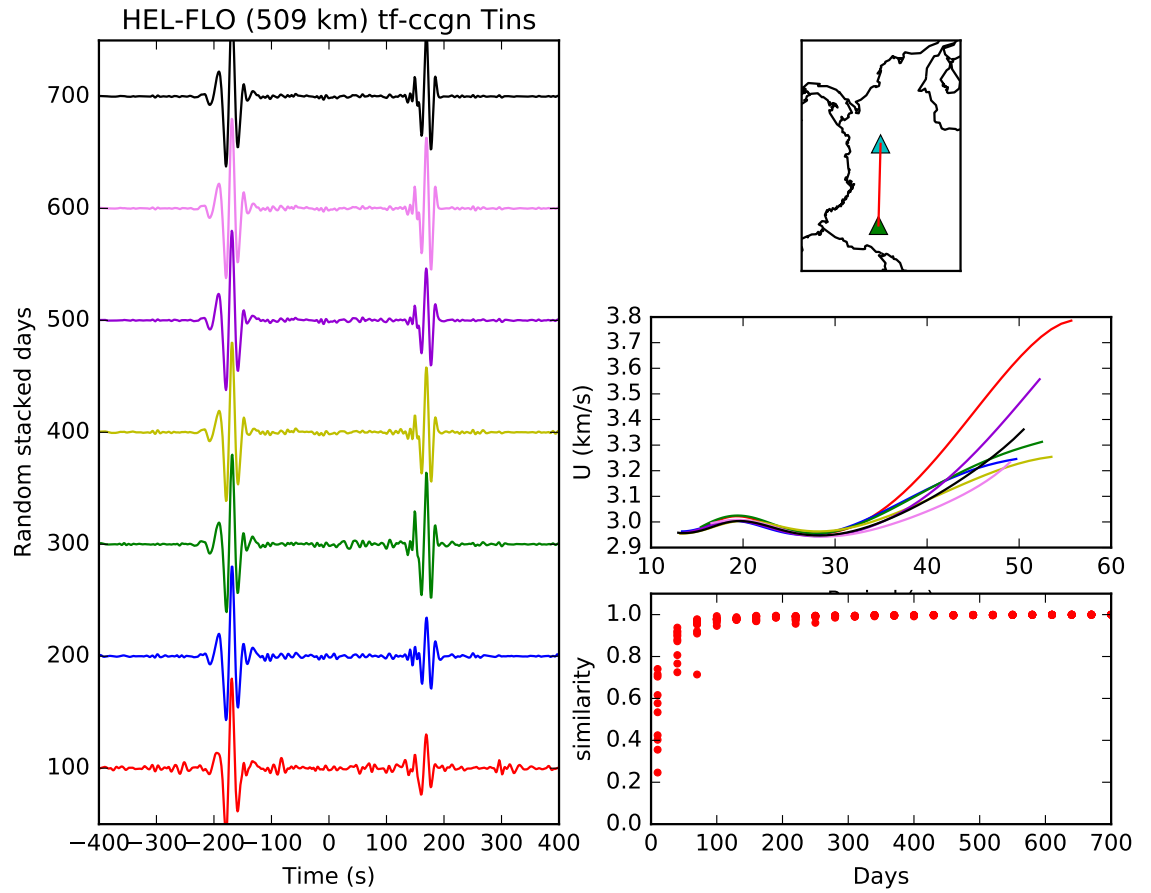 HEL-FLO (509 km) tf-ccgn Tins
Random stacked days
700
600
500
400
300
200
100
−400 −300 −200 −100 0 100 200 300 400
Time (s)
U (km/s)
3.8
3.7
3.6
3.5
3.4
3.3
3.2
3.1
3.0
2.9
10 20 30 40 50 60
similarity
1.0
0.8
0.6
0.4
0.2
0.0
0 100 200 300 400 500 600 700
Days